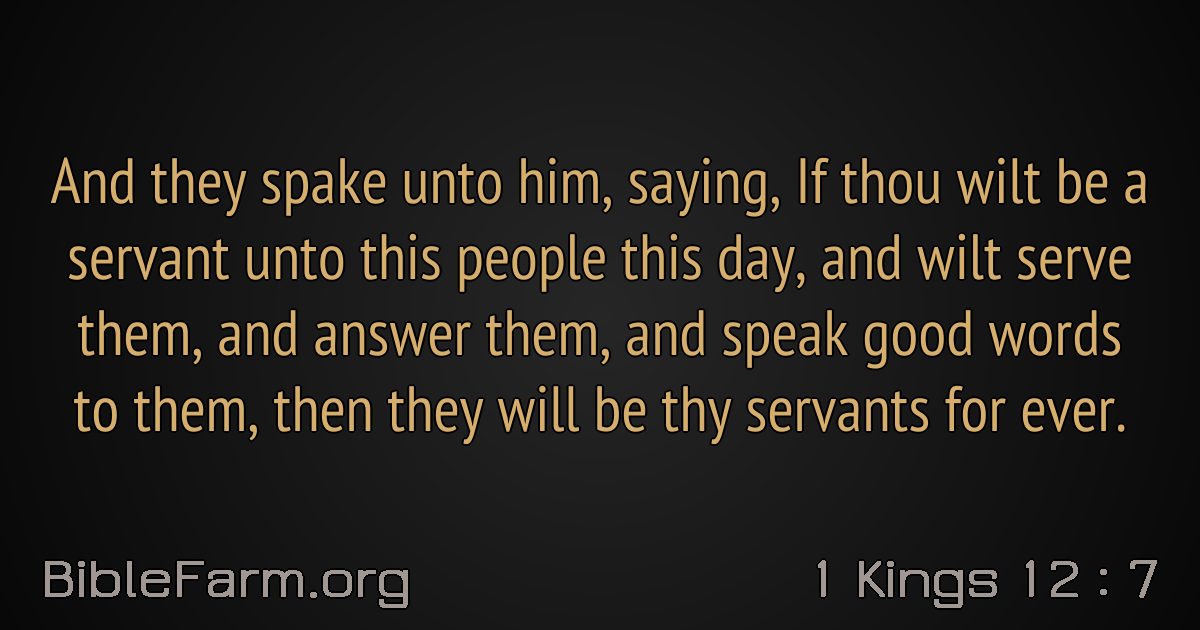 And they spake unto him, saying, If thou wilt be a
servant unto this people this day, and wilt serve
them, and answer them, and speak good words
to them, then they will be thy servants for ever.
BibleFarm.org
1 Kings 12 : 7